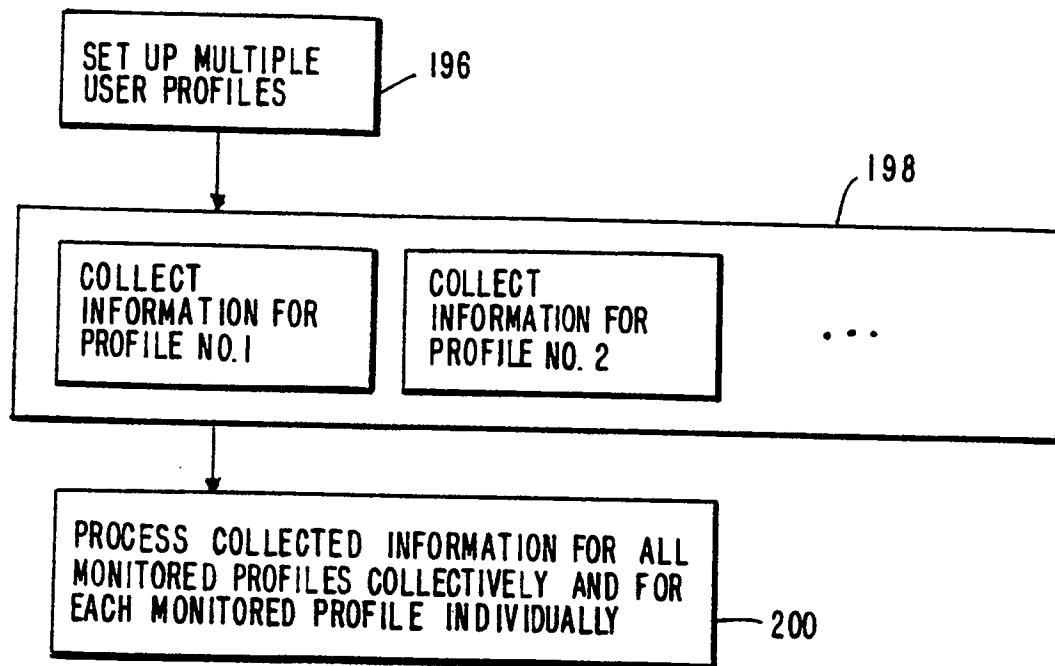 SET UP MULTIPLE
USER PROFILES
196
198
COLLECT
INFORMATION FOR
PROFILE NO. 1
COLLECT
INFORMATION FOR
PROFILE NO. 2
...
PROCESS COLLECTED INFORMATION FOR ALL
MONITORED PROFILES COLLECTIVELY AND FOR
EACH MONITORED PROFILE INDIVIDUALLY
200